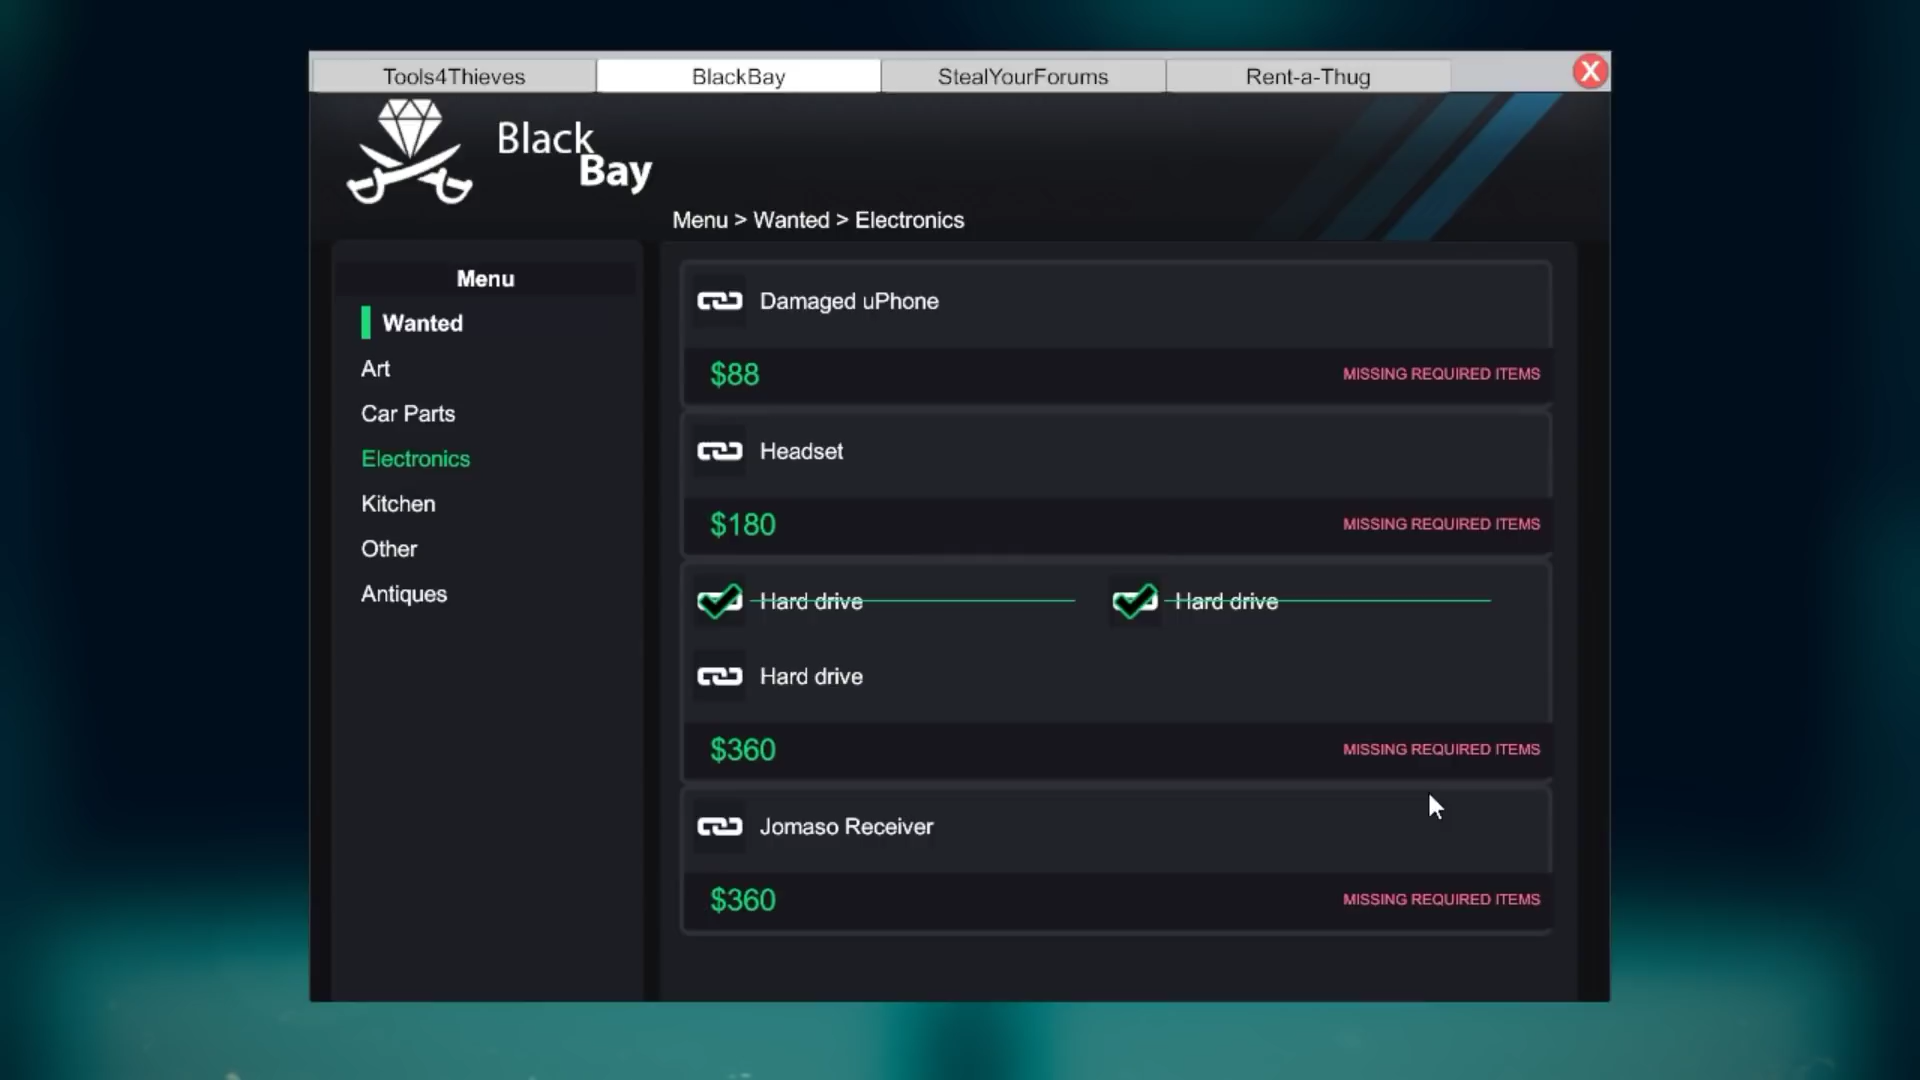 Tools4Thieves BlackBay StealYourForums Rent-a-Thug X
Black
Bay
Menu > Wanted > Electronics
Menu
Wanted
Art
Car Parts
Electronics
Kitchen
Other
Antiques
Damaged uPhone
$88 MISSING REQUIRED ITEMS
Headset
$180 MISSING REQUIRED ITEMS
Hard drive Hard drive
Hard drive
$360 MISSING REQUIRED ITEMS
Jomaso Receiver
$360 MISSING REQUIRED ITEMS